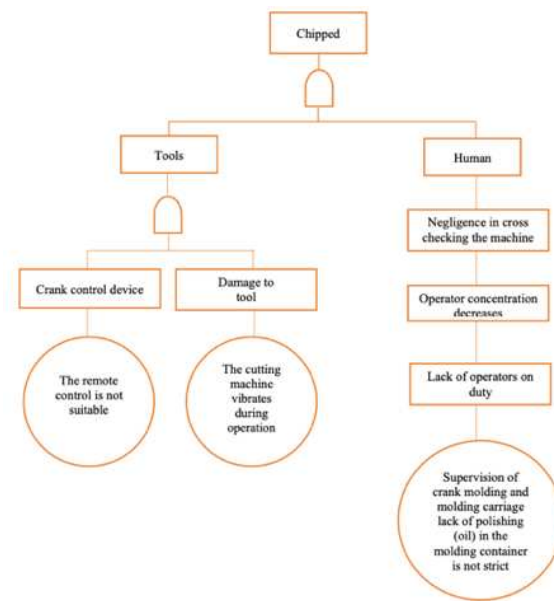 Chipped
Tools
Human
Negligence in cross
checking the machine
Crank control device
Damage to
tool
Operator concentration
decreases
The remote
control is not
suitable
The cutting
machine
vibrates
during
operation
Lack of operators on
duty
Supervision of
crank molding and
molding carriage
lack of polishing
(oil) in the
molding container
is not strict